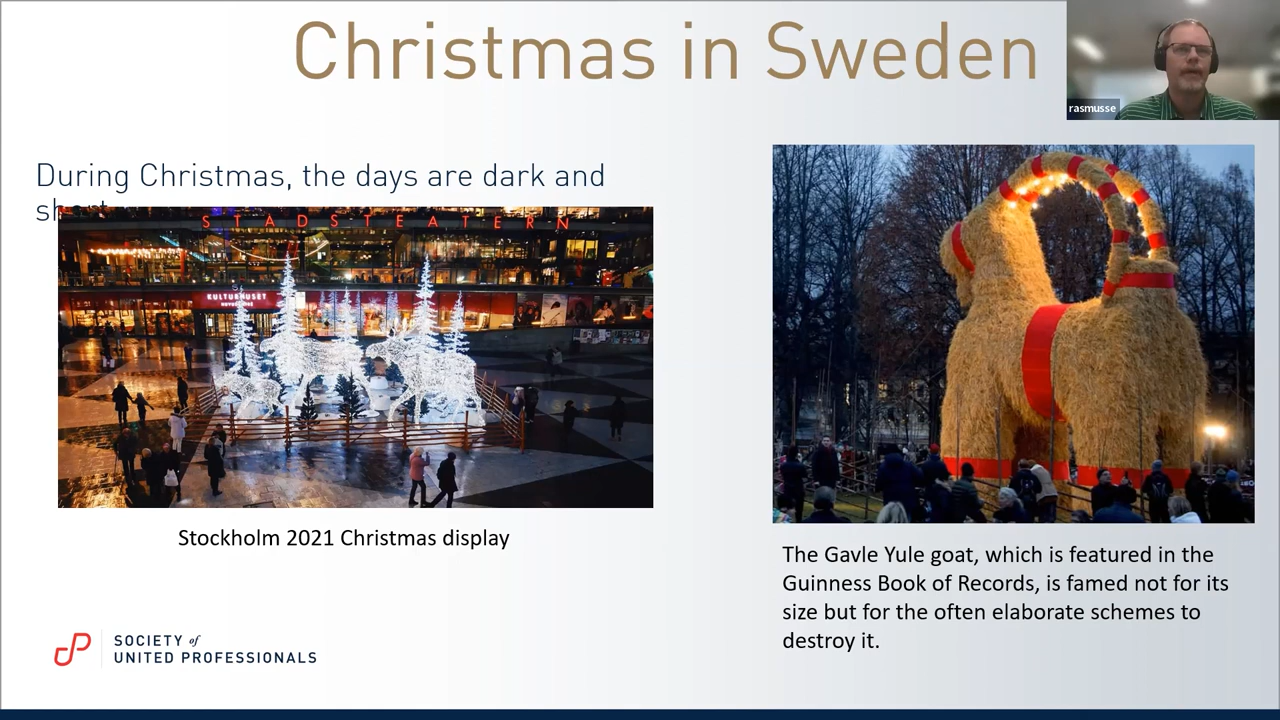 Christmas in Sweden
rasmusse
During Christmas, the days are dark and
short
STADSTEATERN
KULTURHUSET
Stockholm 2021 Christmas display
The Gavle Yule goat, which is featured in the
Guinness Book of Records, is famed not for its
size but for the often elaborate schemes to
destroy it.
SOCIETY of
UNITED PROFESSIONALS